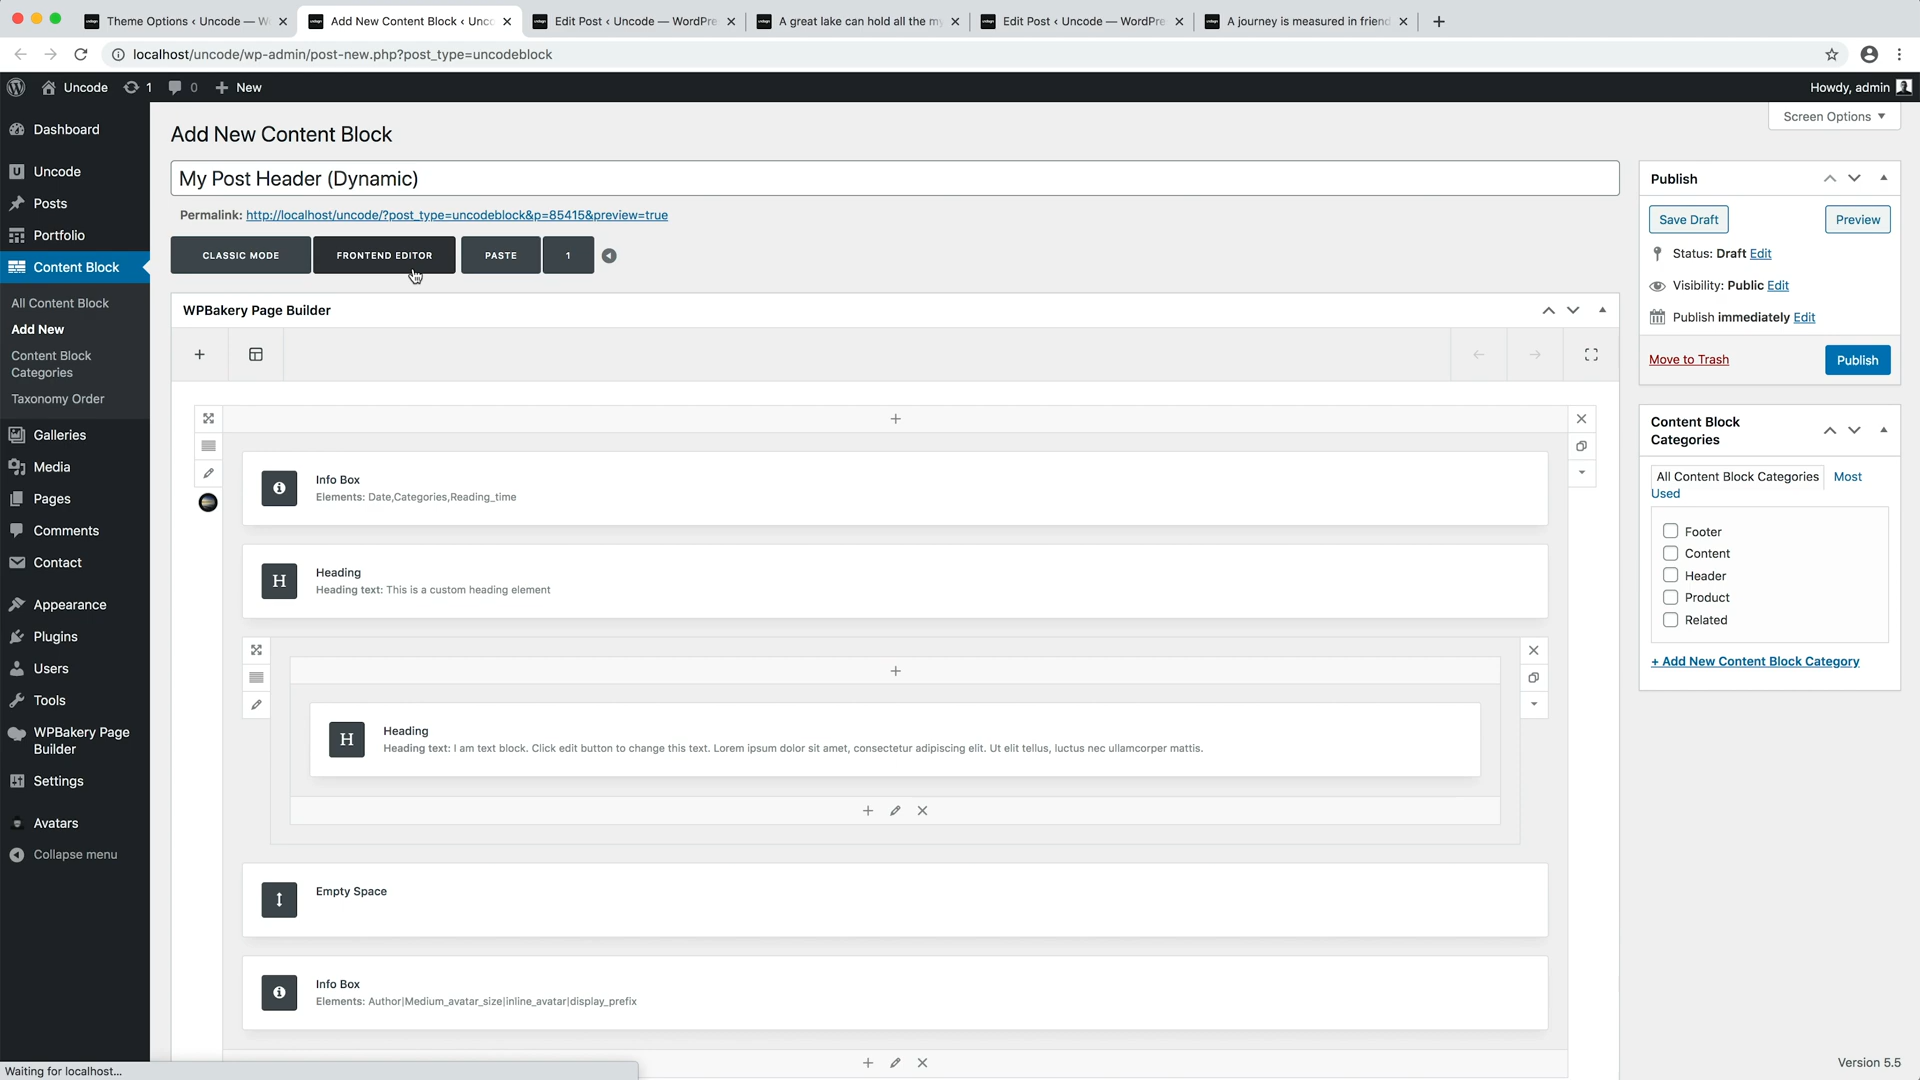 Theme Options ‹ Uncode — W
Add New Content Block ‹ Unco
Edit Post ‹ Uncode — WordPre
A great lake can hold all the my
Edit Post ‹ Uncode — WordPre
A journey is measured in friend
localhost/uncode/wp-admin/post-new.php?post_type=uncodeblock
Uncode
1
0
New
Howdy, admin
Screen Options
Dashboard
Uncode
Posts
Portfolio
Content Block
All Content Block
Add New
Content Block
Categories
Taxonomy Order
Galleries
Media
Pages
Comments
Contact
Appearance
Plugins
Users
Tools
WPBakery Page
Builder
Settings
Avatars
Collapse menu
Add New Content Block
My Post Header (Dynamic)
Permalink: http://localhost/uncode/?post_type=uncodeblock&p=85415&preview=true
CLASSIC MODE
FRONTEND EDITOR
PASTE
1
WPBakery Page Builder
Info Box
Elements: Date,Categories,Reading_time
H
Heading
Heading text: This is a custom heading element
H
Heading
Heading text: I am text block. Click edit button to change this text. Lorem ipsum dolor sit amet, consectetur adipiscing elit. Ut elit tellus, luctus nec ullamcorper mattis.
Empty Space
Info Box
Elements: Author|Medium_avatar_size|inline_avatar|display_prefix
Publish
Save Draft
Preview
Status: Draft Edit
Visibility: Public Edit
Publish immediately Edit
Move to Trash
Publish
Content Block
Categories
All Content Block Categories
Most
Used
Footer
Content
Header
Product
Related
+ Add New Content Block Category
Version 5.5
Waiting for localhost...